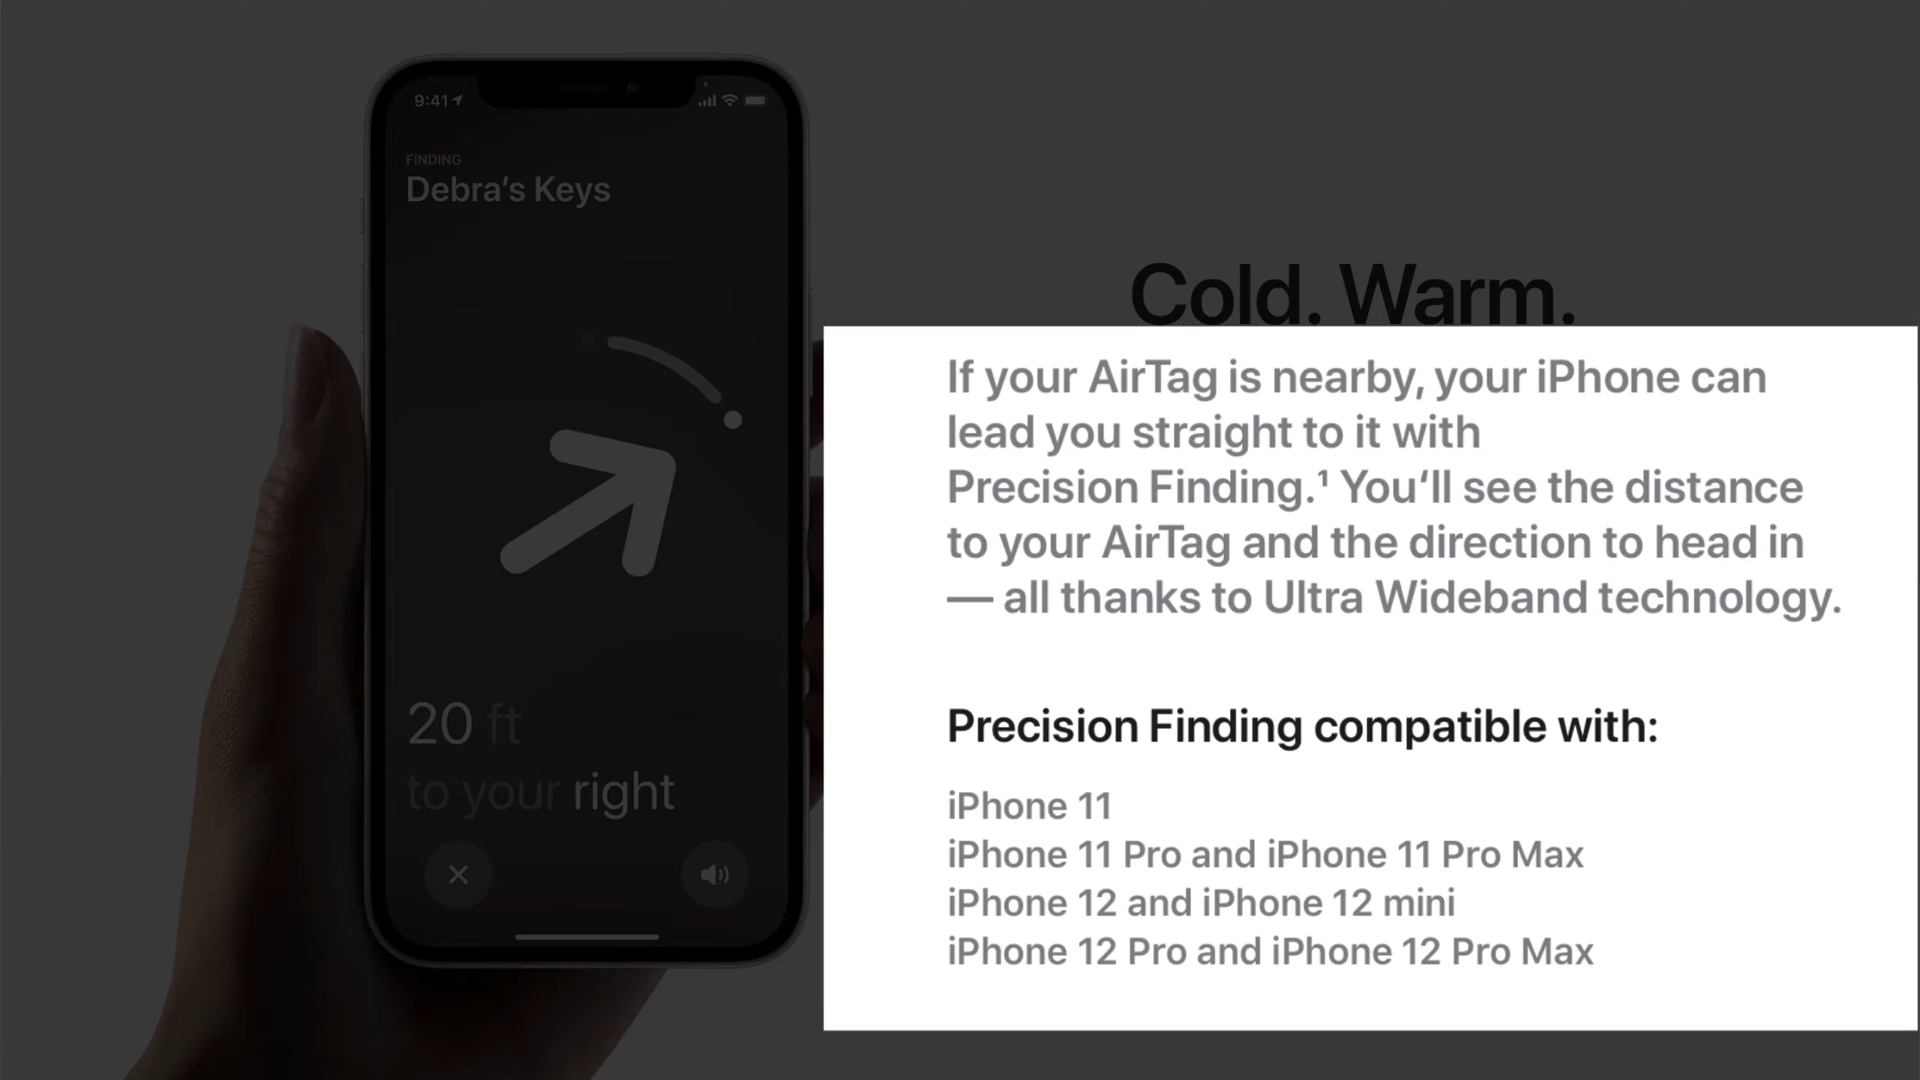 9:41
FINDING
Debra's Keys
20 ft
to your right
Cold. Warm.
If your AirTag is nearby, your iPhone can
lead you straight to it with
Precision Finding.¹ You‘ll see the distance
to your AirTag and the direction to head in
— all thanks to Ultra Wideband technology.
Precision Finding compatible with:
iPhone 11
iPhone 11 Pro and iPhone 11 Pro Max
iPhone 12 and iPhone 12 mini
iPhone 12 Pro and iPhone 12 Pro Max